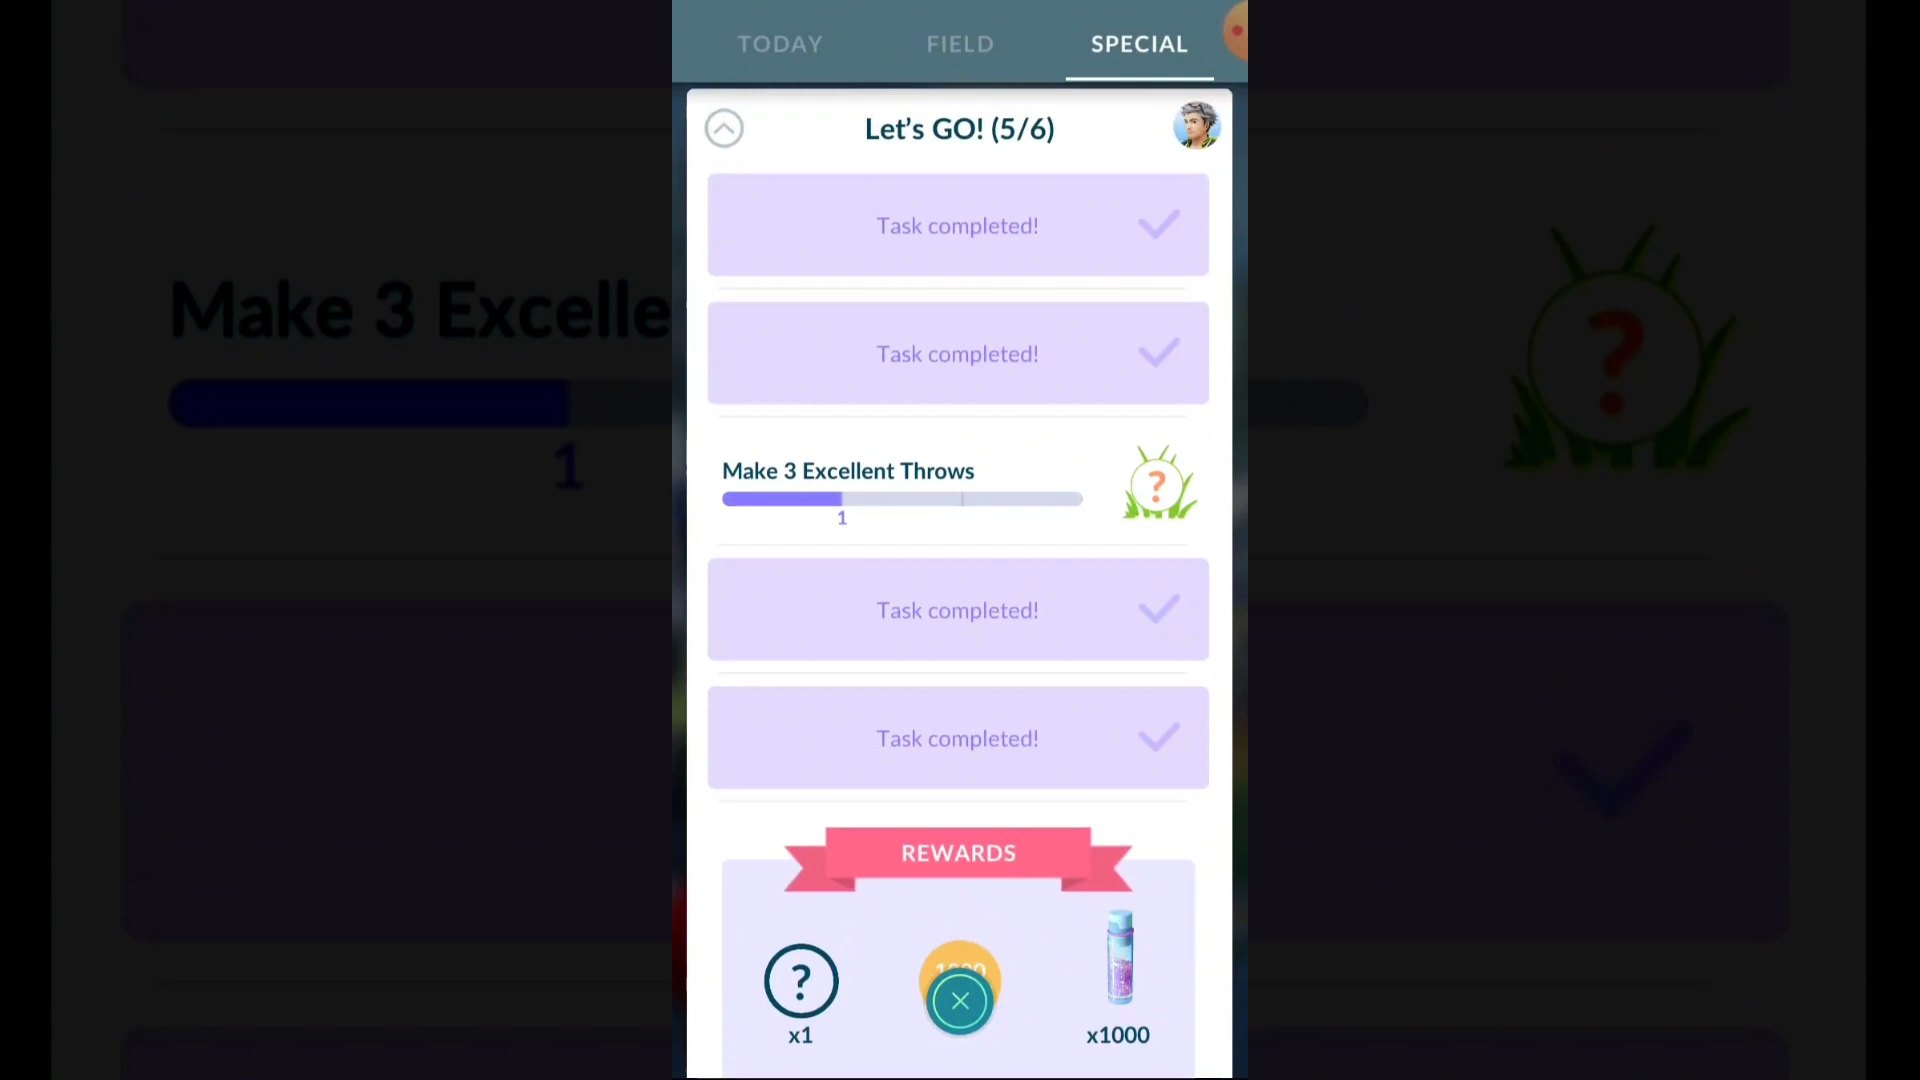 TODAY FIELD SPECIAL
Let's GO! (5/6)
Task completed!
Task completed!
Make 3 Excelle
Make 3 Excellent Throws
?
?
1
1
Task completed!
Task completed!
REWARDS
?
x1
x1000